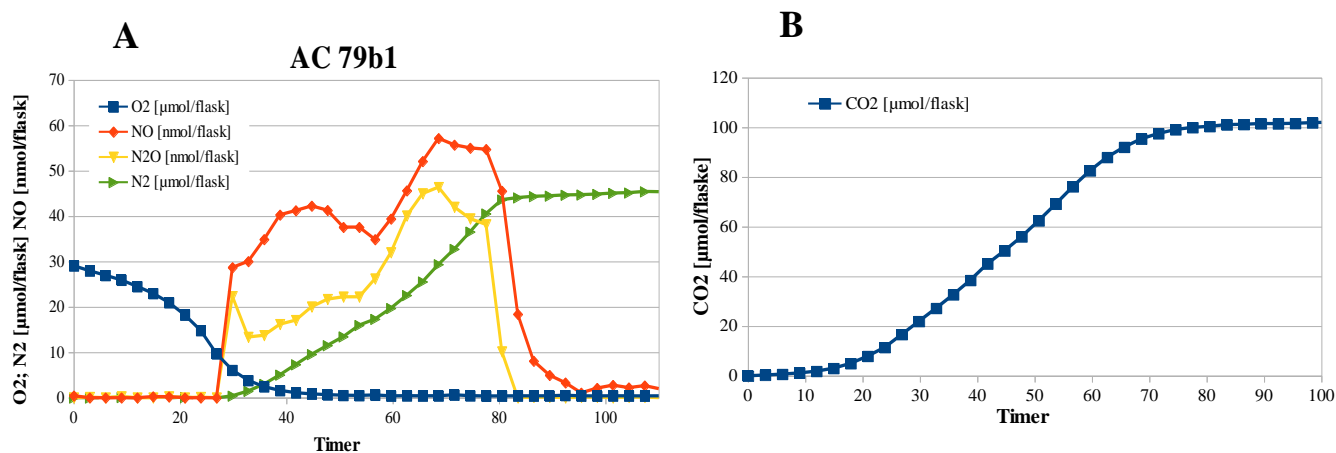 A
AC 79b1
O2; N2 [µmol/flask] NO [nmol/flask]
70
60
50
40
30
20
10
0
O2 [µmol/flask]
NO [nmol/flask]
N2O [nmol/flask]
N2 [µmol/flask]
0 20 40 60 80 100
Timer
B
CO2 [µmol/flaske]
120
100
80
60
40
20
0
CO2 [µmol/flask]
0 10 20 30 40 50 60 70 80 90 100
Timer